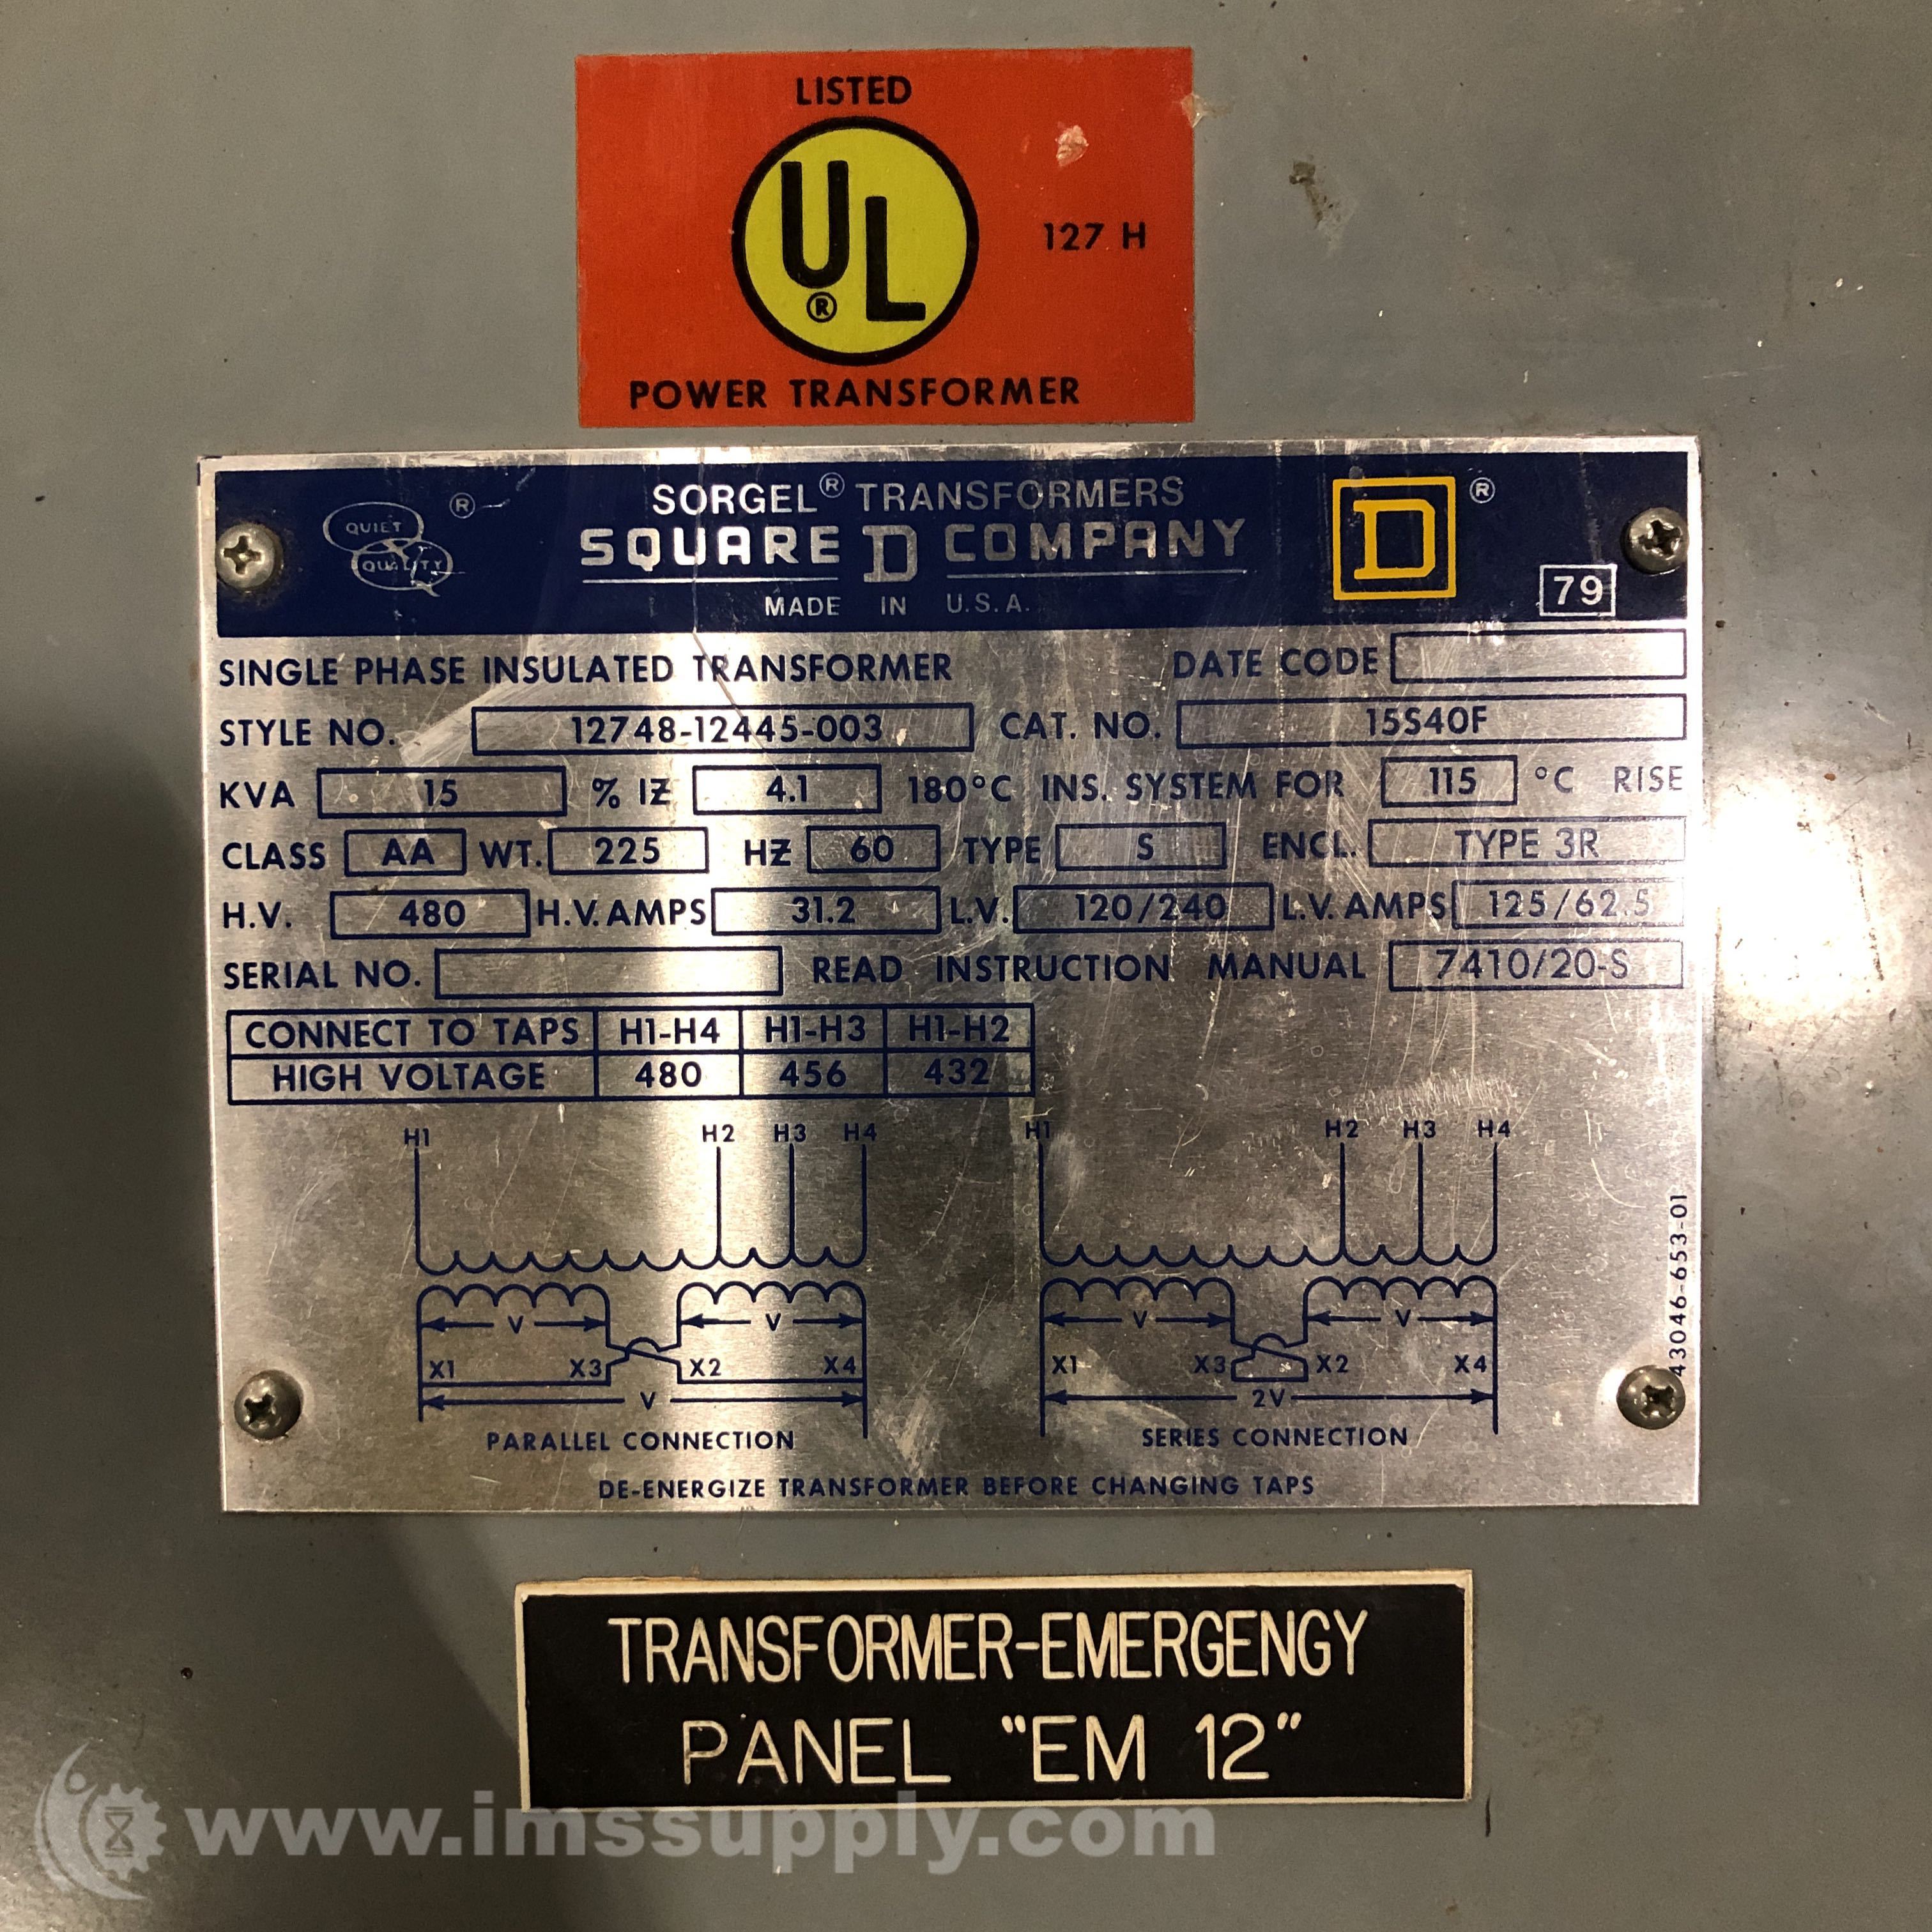 LISTED
UL
®
127 H
POWER TRANSFORMER
QUIET
QUALITY
®
SORGEL® TRANSFORMERS
SQUARE D COMPANY
MADE IN U.S.A.
D
®
79
SINGLE PHASE INSULATED TRANSFORMER DATE CODE
STYLE NO. 12748-12445-003 CAT. NO. 15S40F
KVA 15 % IZ 4.1 180°C INS. SYSTEM FOR 115 °C RISE
CLASS AA WT. 225 HZ 60 TYPE S ENCL. TYPE 3R
H.V. 480 H.V. AMPS 31.2 L.V. 120/240 L.V. AMPS 125/62.5
SERIAL NO. READ INSTRUCTION MANUAL 7410/20-S
CONNECT TO TAPS H1-H4 H1-H3 H1-H2
HIGH VOLTAGE 480 456 432
H1 H2 H3 H4
V V
X1 X3 X2 X4
V
PARALLEL CONNECTION
H1 H2 H3 H4
V V
X1 X3 X2 X4
2V
SERIES CONNECTION
43046-653-01
DE-ENERGIZE TRANSFORMER BEFORE CHANGING TAPS
TRANSFORMER-EMERGENGY
PANEL "EM 12"
www.imssupply.com